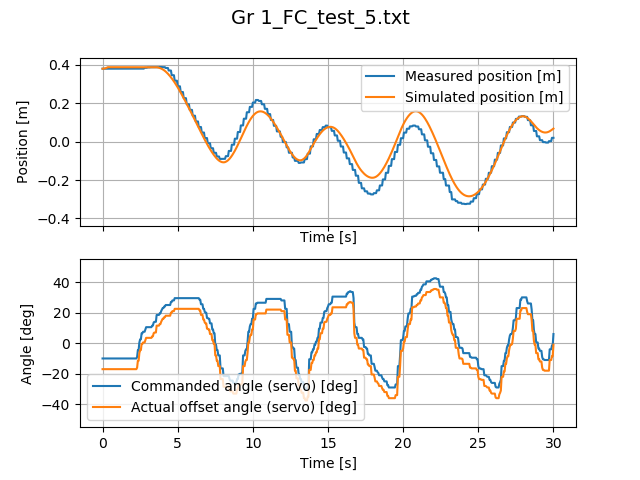 Gr 1_FC_test_5.txt
0.4
0.2
0.0
−0.2
−0.4
Position [m]
Measured position [m]
Simulated position [m]
Time [s]
40
20
0
−20
−40
Angle [deg]
Commanded angle (servo) [deg]
Actual offset angle (servo) [deg]
0 5 10 15 20 25 30
Time [s]